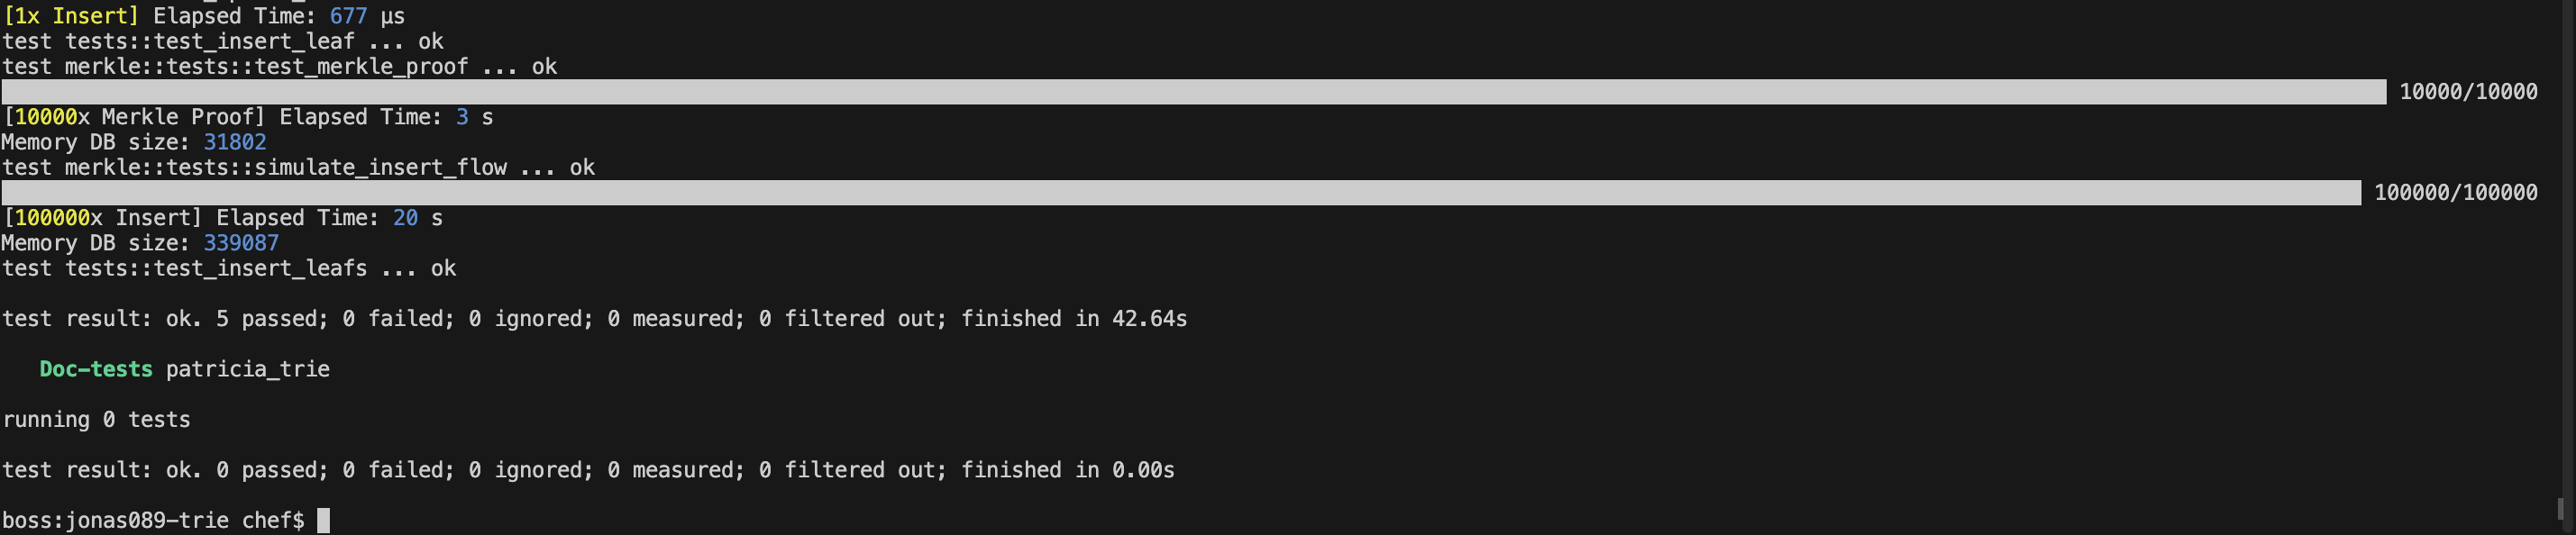 [1x Insert] Elapsed Time: 677 µs
test tests::test_insert_leaf ... ok
test merkle::tests::test_merkle_proof ... ok
10000/10000
[10000x Merkle Proof] Elapsed Time: 3 s
Memory DB size: 31802
test merkle::tests::simulate_insert_flow ... ok
100000/100000
[100000x Insert] Elapsed Time: 20 s
Memory DB size: 339087
test tests::test_insert_leafs ... ok
test result: ok. 5 passed; 0 failed; 0 ignored; 0 measured; 0 filtered out; finished in 42.64s
Doc-tests patricia_trie
running 0 tests
test result: ok. 0 passed; 0 failed; 0 ignored; 0 measured; 0 filtered out; finished in 0.00s
boss:jonas089-trie chef$